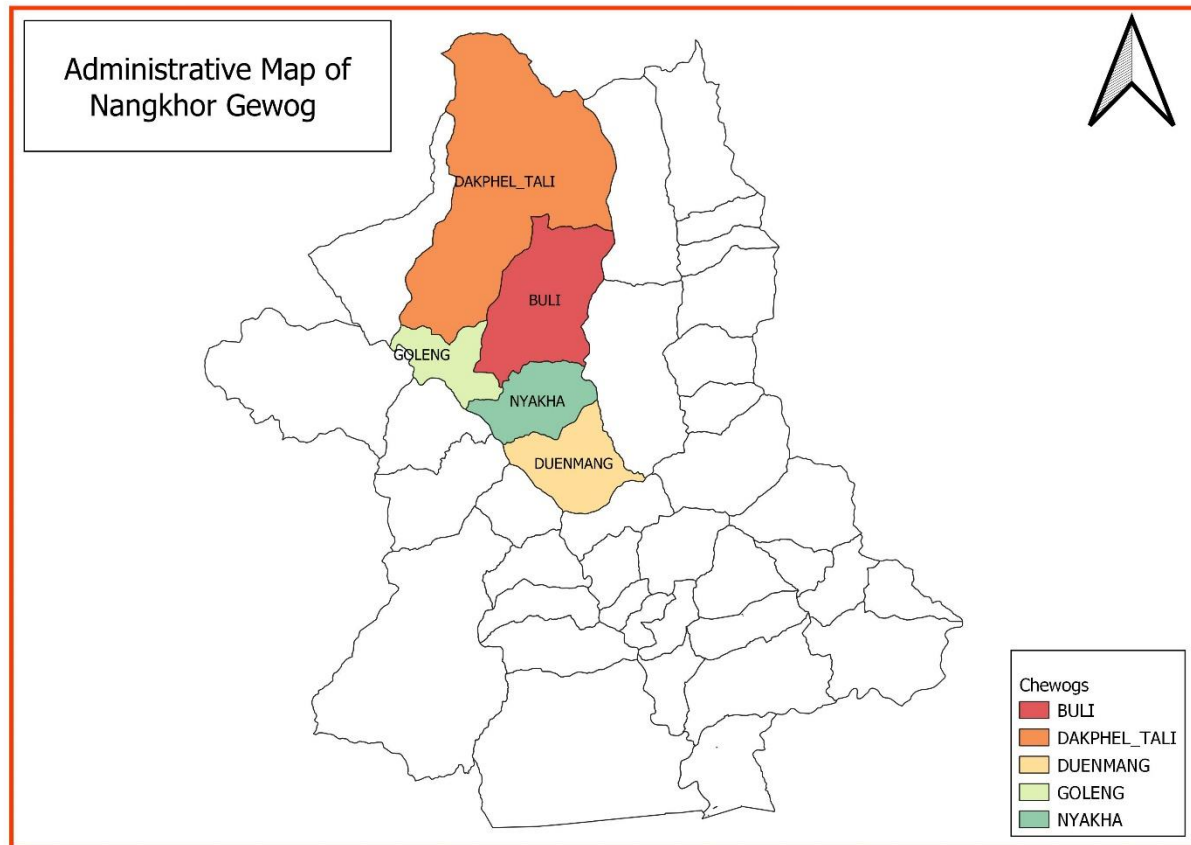 Administrative Map of
Nangkhor Gewog
DAKPHEL_TALI
BULI
GOLENG
NYAKHA
DUENMANG
Chewogs
BULI
DAKPHEL_TALI
DUENMANG
GOLENG
NYAKHA